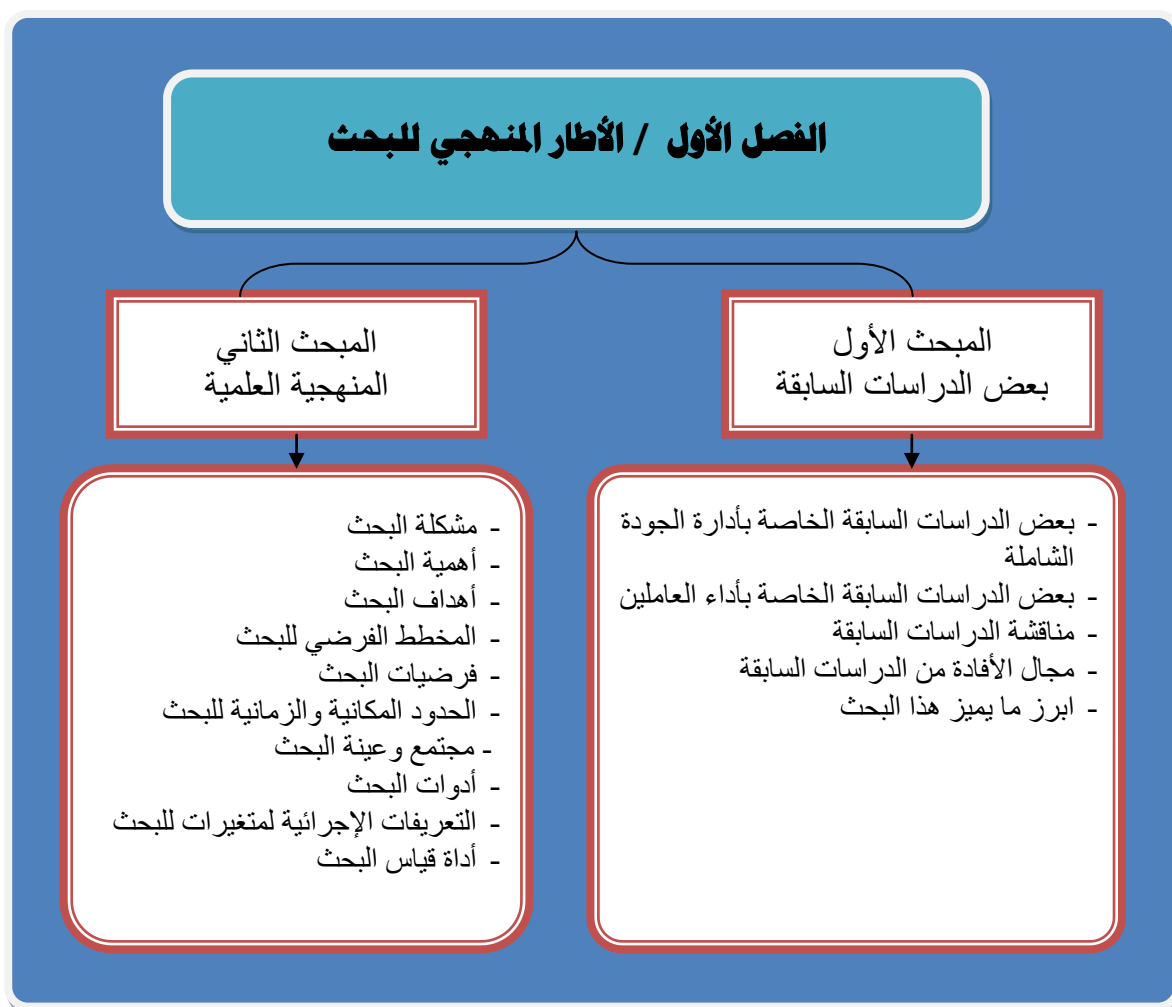 الفصل الأول / الأطار المنهجي للبحث
المبحث الأول
بعض الدراسات السابقة
- بعض الدراسات السابقة الخاصة بأدارة الجودة
الشاملة
- بعض الدراسات السابقة الخاصة بأداء العاملين
- مناقشة الدراسات السابقة
- مجال الأفادة من الدراسات السابقة
- ابرز ما يميز هذا البحث
المبحث الثاني
المنهجية العلمية
- مشكلة البحث
- أهمية البحث
- أهداف البحث
- المخطط الفرضي للبحث
- فرضيات البحث
- الحدود المكانية والزمانية للبحث
- مجتمع وعينة البحث
- أدوات البحث
- التعريفات الإجرائية لمتغيرات للبحث
- أداة قياس البحث